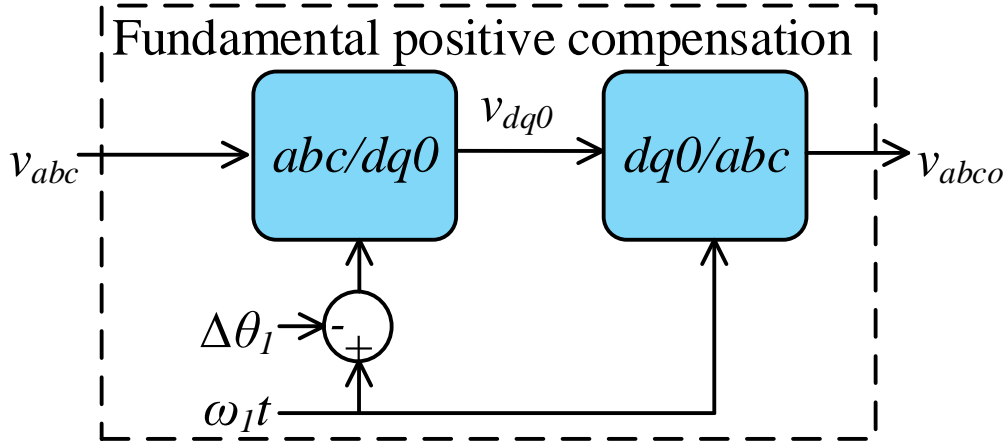 Fundamental positive compensation
v_abc
abc/dq0
v_dq0
dq0/abc
v_abco
Δθ_1
-
+
ω_1t